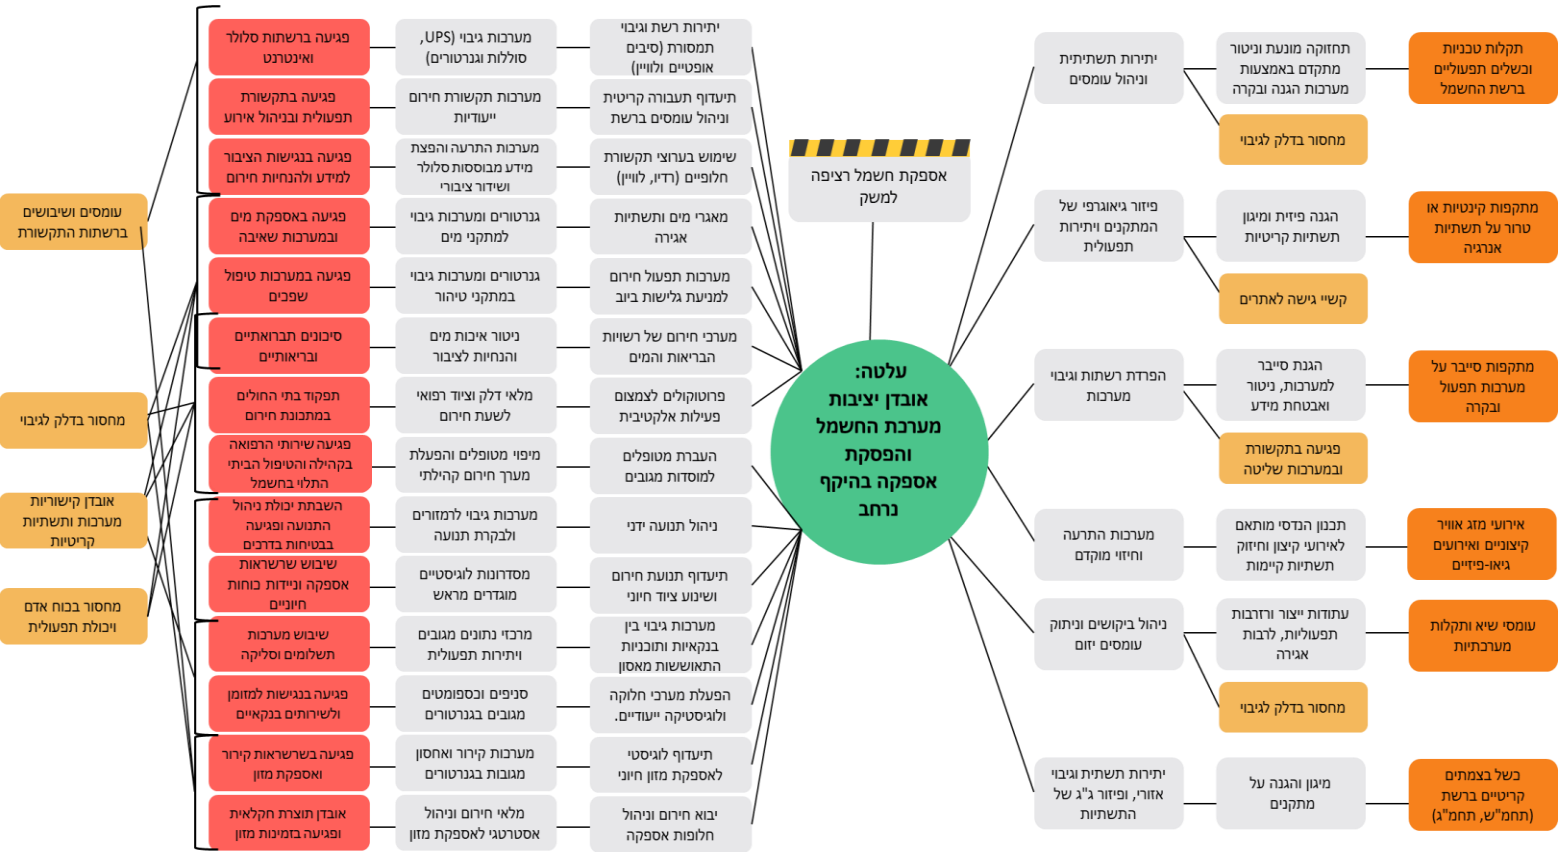 תקלות טכניות
וכשלים תפעוליים
ברשת החשמל
תחזוקה מונעת וניטור
מתקדם באמצעות
מערכות הגנה ובקרה
יתירות תשתיתית
וניהול עומסים
מחסור בדלק לגיבוי
מתקפות קינטיות או
טרור על תשתיות
אנרגיה
הגנה פיזית ומיגון
תשתיות קריטיות
פיזור גיאוגרפי של
המתקנים ויתירות
תפעולית
קשיי גישה לאתרים
מתקפות סייבר על
מערכות תפעול
ובקרה
הגנת סייבר
למערכות, ניטור
ואבטחת מידע
הפרדת רשתות וגיבוי
מערכות
פגיעה בתקשורת
ובמערכות שליטה
אירועי מזג אוויר
קיצוניים ואירועים
גיאו-פיזיים
תכנון הנדסי מותאם
לאירועי קיצון וחיזוק
תשתיות קיימות
מערכות התרעה
וחיזוי מוקדם
עומסי שיא ותקלות
מערכתיות
עתודות ייצור ורזרבות
תפעוליות, לרבות
אגירה
ניהול ביקושים וניתוק
עומסים יזום
מחסור בדלק לגיבוי
כשל בצמתים
קריטיים ברשת
(תחמ"ש, תחמ"ג)
מיגון והגנה על
מתקנים
יתירות תשתית וגיבוי
אזורי, ופיזור ג"ג של
התשתיות
אספקת חשמל רציפה
למשק
עלטה:
אובדן יציבות
מערכת החשמל
והפסקת
אספקה בהיקף
נרחב
יתירות רשת וגיבוי
תמסורת (סיבים
אופטיים ולוויין)
מערכות גיבוי (UPS,
סוללות וגנרטורים)
פגיעה ברשתות סלולר
ואינטרנט
תיעדוף תעבורה קריטית
וניהול עומסים ברשת
מערכות תקשורת חירום
ייעודיות
פגיעה בתקשורת
תפעולית ובניהול אירוע
שימוש בערוצי תקשורת
חלופיים (רדיו, לוויין)
מערכות התרעה והפצת
מידע מבוססות סלולר
ושידור ציבורי
פגיעה בנגישות הציבור
למידע ולהנחיות חירום
מאגרי מים ותשתיות
אגירה
גנרטורים ומערכות גיבוי
למתקני מים
פגיעה באספקת מים
ובמערכות שאיבה
מערכות תפעול חירום
למניעת גלישות ביוב
גנרטורים ומערכות גיבוי
במתקני טיהור
פגיעה במערכות טיפול
שפכים
מערכי חירום של רשויות
הבריאות והמים
ניטור איכות מים
והנחיות לציבור
סיכונים תברואתיים
ובריאותיים
פרוטוקולים לצמצום
פעילות אלקטיבית
מלאי דלק וציוד רפואי
לשעת חירום
תפקוד בתי החולים
במתכונת חירום
העברת מטופלים
למוסדות מגובים
מיפוי מטופלים והפעלת
מערך חירום קהילתי
פגיעה שירותי הרפואה
בקהילה והטיפול הביתי
התלוי בחשמל
ניהול תנועה ידני
מערכות גיבוי לרמזורים
ולבקרת תנועה
השבתת יכולת ניהול
התנועה ופגיעה
בבטיחות בדרכים
תיעדוף תנועת חירום
ושינוע ציוד חיוני
מסדרונות לוגיסטיים
מוגדרים מראש
שיבוש שרשראות
אספקה וניידות כוחות
חיוניים
מערכות גיבוי בין
בנקאיות ותוכניות
התאוששות מאסון
מרכזי נתונים מגובים
ויתירות תפעולית
שיבוש מערכות
תשלומים וסליקה
הפעלת מערכי חלוקה
ולוגיסטיקה ייעודיים.
סניפים וכספומטים
מגובים בגנרטורים
פגיעה בנגישות למזומן
ולשירותים בנקאיים
תיעדוף לוגיסטי
לאספקת מזון חיוני
מערכות קירור ואחסון
מגובות בגנרטורים
פגיעה בשרשראות קירור
ואספקת מזון
יבוא חירום וניהול
חלופות אספקה
מלאי חירום וניהול
אסטרטגי לאספקת מזון
אובדן תוצרת חקלאית
ופגיעה בזמינות מזון
עומסים ושיבושים
ברשתות התקשורת
מחסור בדלק לגיבוי
אובדן קישוריות
מערכות ותשתיות
קריטיות
מחסור בכוח אדם
ויכולת תפעולית